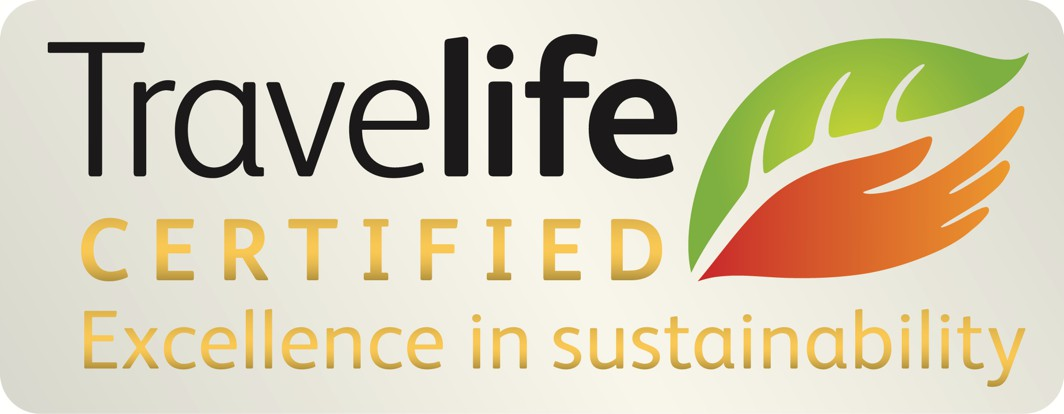 Travelife
CERTIFIED
Excellence in sustainability